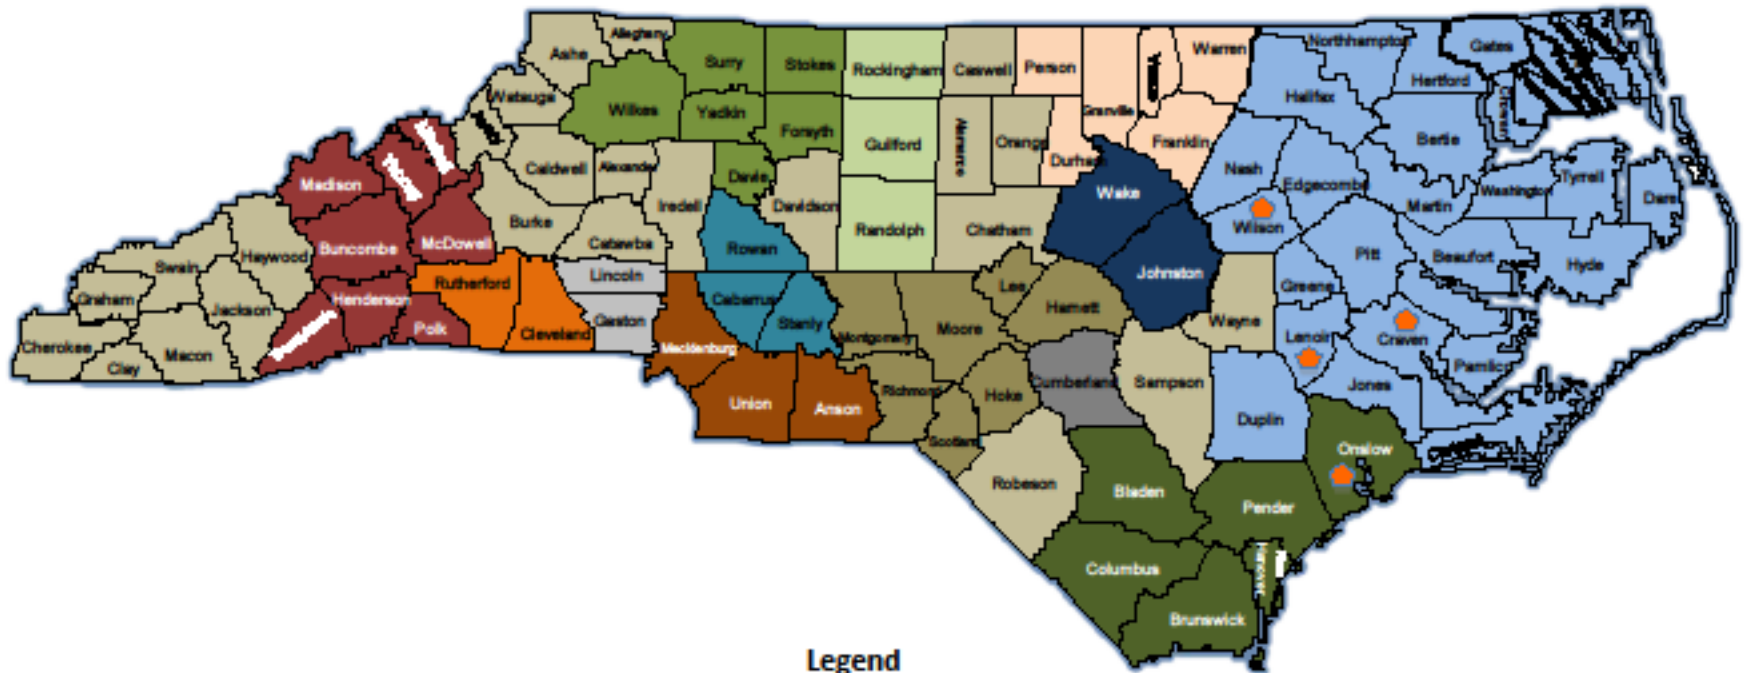 Ashe
Alleghany
Surry
Stokes
Rockingham
Caswell
Person
Warren
Northhampton
Gates
Hertford
Watauga
Wilkes
Yadkin
Forsyth
Guilford
Orange
Durham
Granville
Franklin
Halifax
Bertie
Madison
Caldwell
Alexander
Davie
Iredell
Davidson
Randolph
Chatham
Wake
Nash
Edgecombe
Martin
Washington
Tyrrell
Dare
Haywood
Buncombe
McDowell
Burke
Catawba
Rowan
Johnston
Wilson
Pitt
Beaufort
Hyde
Swain
Graham
Jackson
Henderson
Rutherford
Lincoln
Cabarrus
Stanly
Lee
Harnett
Greene
Cherokee
Clay
Macon
Polk
Cleveland
Gaston
Mecklenburg
Montgomery
Moore
Wayne
Lenoir
Craven
Pamlico
Union
Anson
Richmond
Hoke
Cumberland
Sampson
Duplin
Jones
Scotland
Robeson
Bladen
Pender
Onslow
Columbus
Brunswick
Hanover
Legend